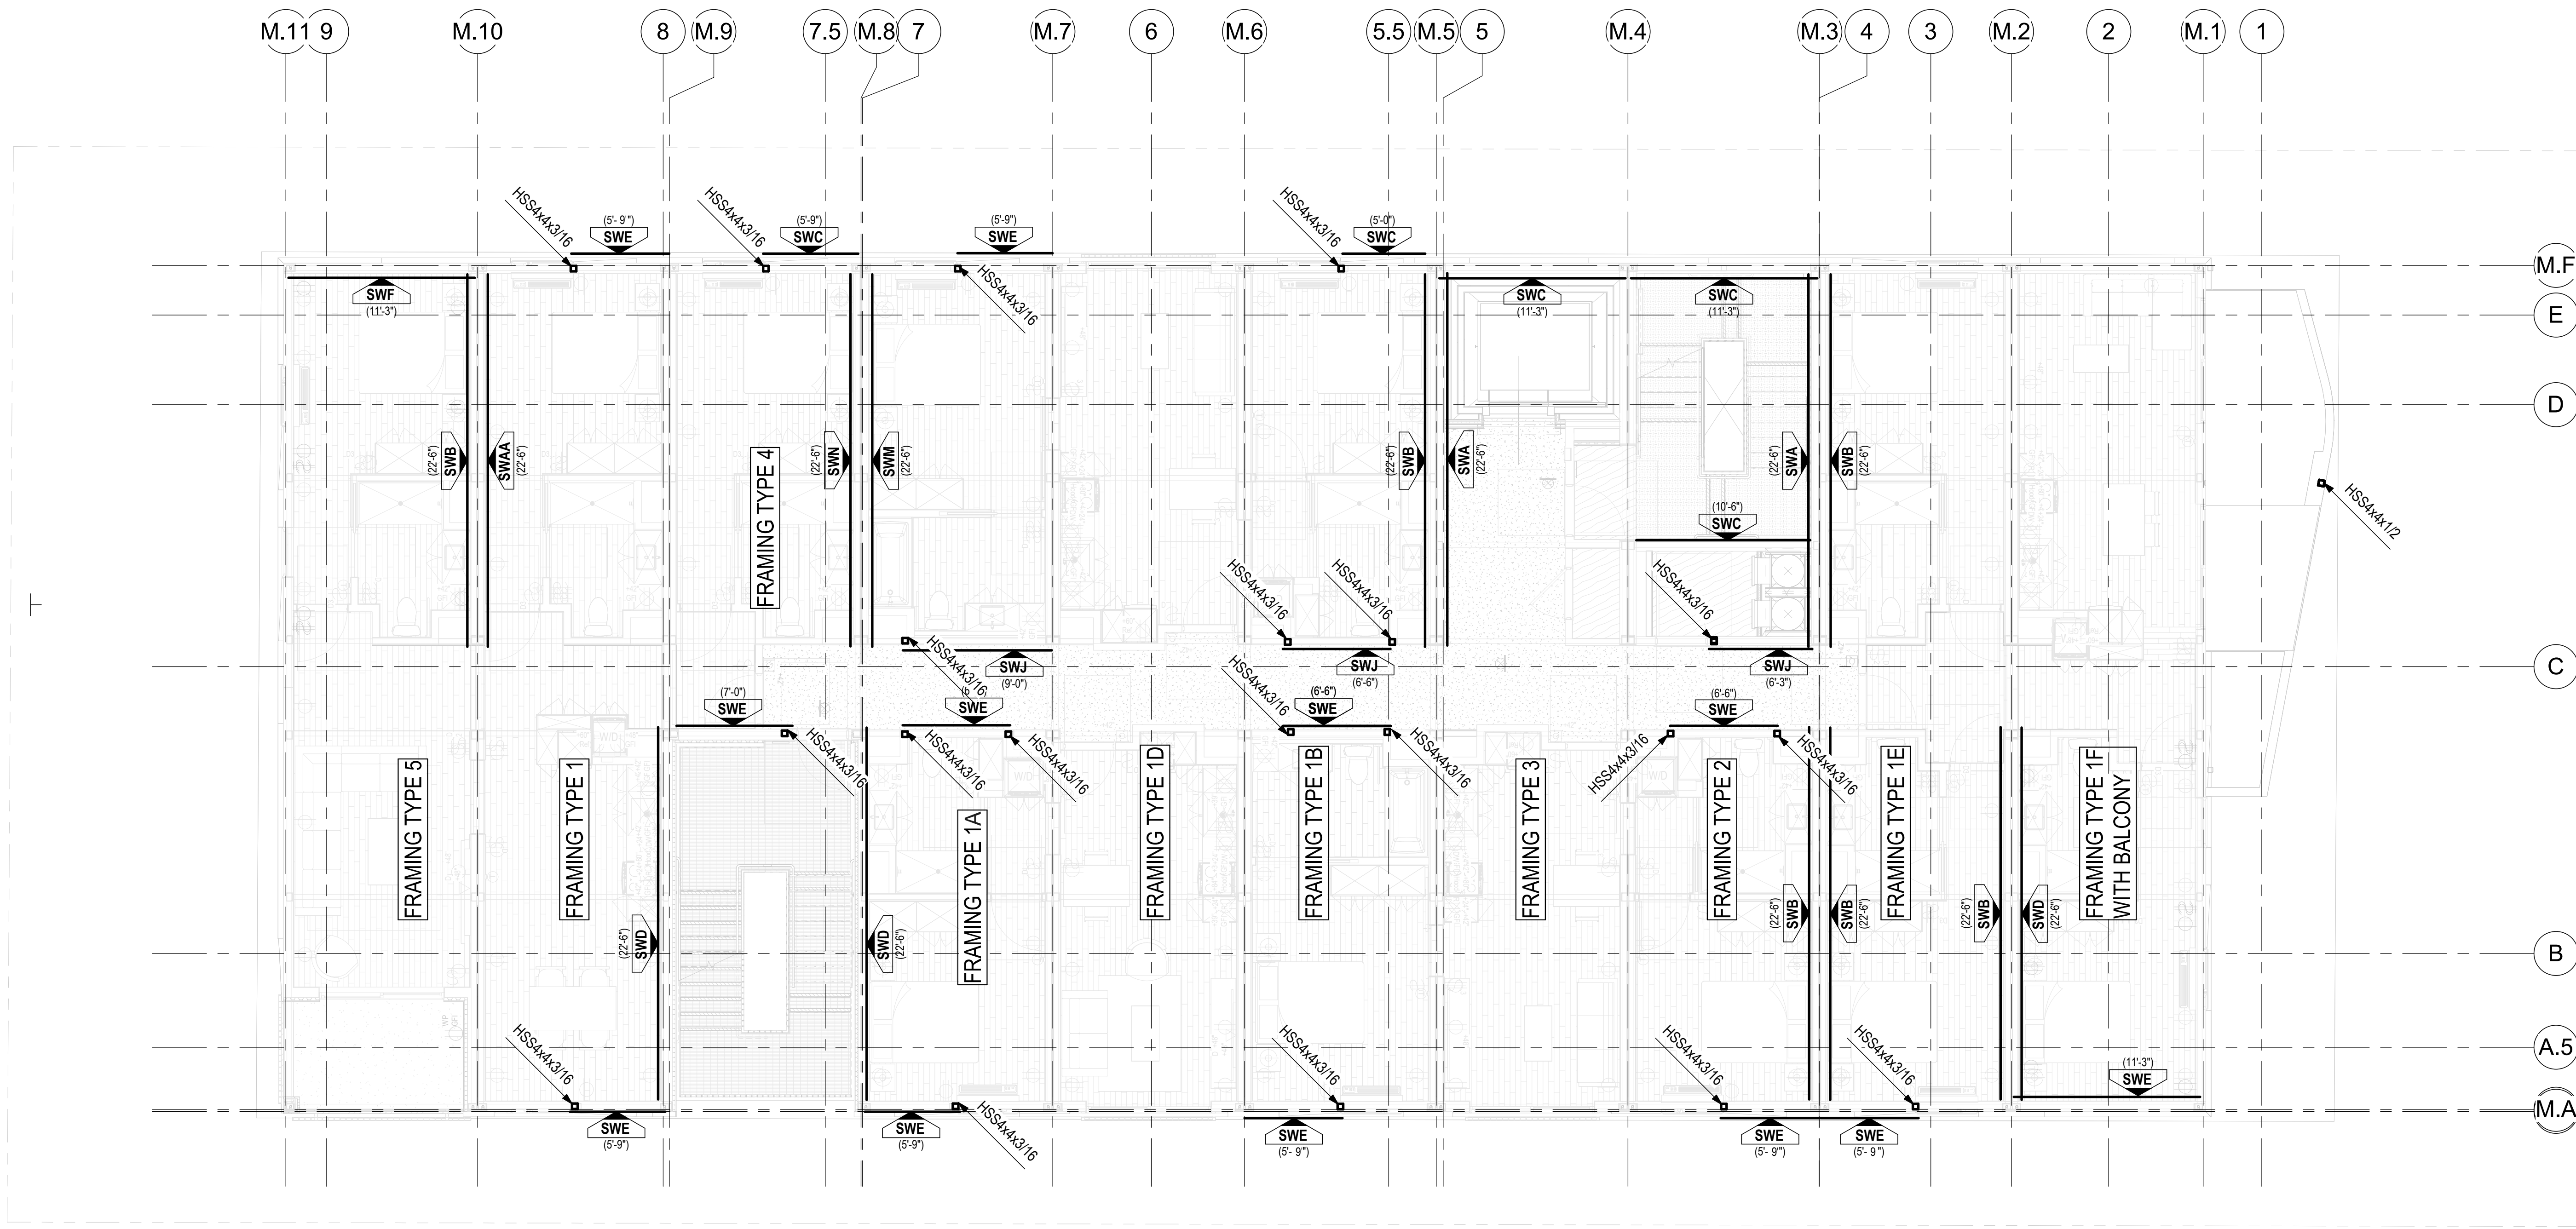 M.11
9
M.10
8
M.9
7.5
M.8
7
M.7
6
M.6
5.5
M.5
5
M.4
M.3
4
3
M.2
2
M.1
1
HSS4x4x3/16
(5'- 9 ")
SWE
HSS4x4x3/16
(5'-9")
SWC
(5'-9")
SWE
HSS4x4x3/16
HSS4x4x3/16
(5'-0")
SWC
M.F
SWF
(11'-3")
SWC
(11'-3")
SWC
(11'-3")
E
D
SWB
(22'-6")
SWAA
(22'-6")
FRAMING TYPE 4
SWN
(22'-6")
SWM
(22'-6")
SWB
(22'-6")
SWA
(22'-6")
SWA
(22'-6")
SWB
(22'-6")
HSS4x4x1/2
(10'-6")
SWC
HSS4x4x3/16
HSS4x4x3/16
HSS4x4x3/16
HSS4x4x3/16
SWJ
(9'-0")
SWJ
(6'-6")
SWJ
(6'-3")
C
(7'-0")
SWE
HSS4x4x3/16
SWE
HSS4x4x3/16
HSS4x4x3/16
HSS4x4x3/16
(6'-6")
SWE
HSS4x4x3/16
(6'-6")
SWE
HSS4x4x3/16
HSS4x4x3/16
W/D
W/D
W/D
FRAMING TYPE 5
FRAMING TYPE 1
FRAMING TYPE 1A
FRAMING TYPE 1D
FRAMING TYPE 1B
FRAMING TYPE 3
FRAMING TYPE 2
FRAMING TYPE 1E
FRAMING TYPE 1F
WITH BALCONY
SWD
(22'-6")
SWD
(22'-6")
SWB
(22'-6")
SWB
(22'-6")
SWB
(22'-6")
SWD
(22'-6")
B
WP
GFI
HSS4x4x3/16
HSS4x4x3/16
HSS4x4x3/16
HSS4x4x3/16
HSS4x4x3/16
A.5
(11'-3")
SWE
M.A
SWE
(5'-9")
SWE
(5'-9")
SWE
(5'- 9 ")
SWE
(5'- 9")
SWE
(5'- 9 ")